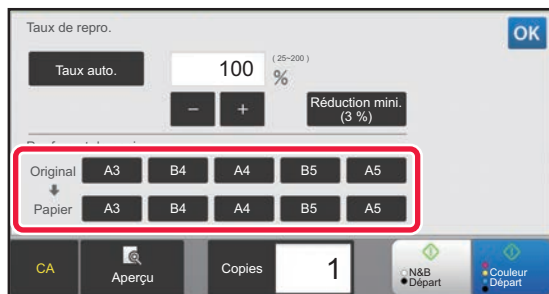 Taux de repro.
OK
Taux auto.
100
(25-200)
%
−
+
Réduction mini.
(3 %)
Original
A3
B4
A4
B5
A5
Papier
A3
B4
A4
B5
A5
CA
Aperçu
Copies
1
N&B
Départ
Couleur
Départ